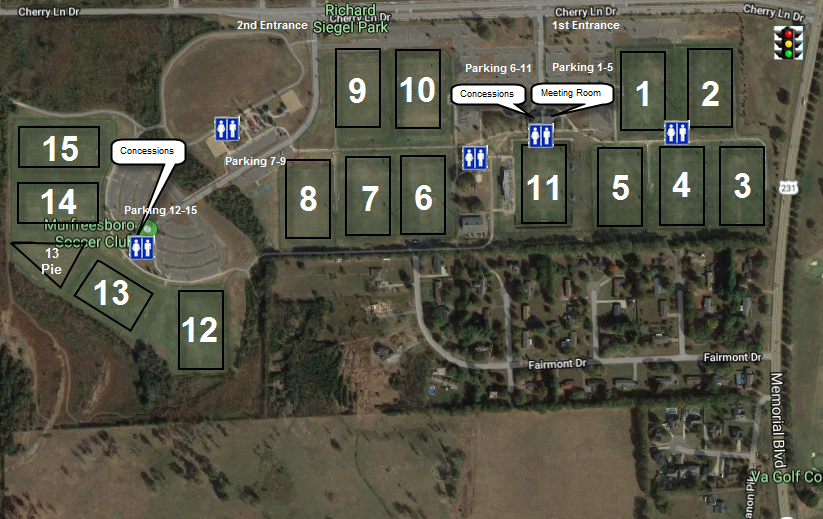 Cherry Ln Dr
Richard
Siegel Park
Cherry Ln Dr
Cherry Ln Dr
Cherry Ln Dr
2nd Entrance
1st Entrance
Parking 6-11
Parking 1-5
Concessions
Meeting Room
9
10
1
2
15
Concessions
Parking 7-9
14
8
7
6
11
5
4
3
231
Parking 12-15
Murfreesboro
Soccer Club
13
Pie
13
12
Fairmont Dr
Fairmont Dr
Memorial Blvd
Va Golf Co